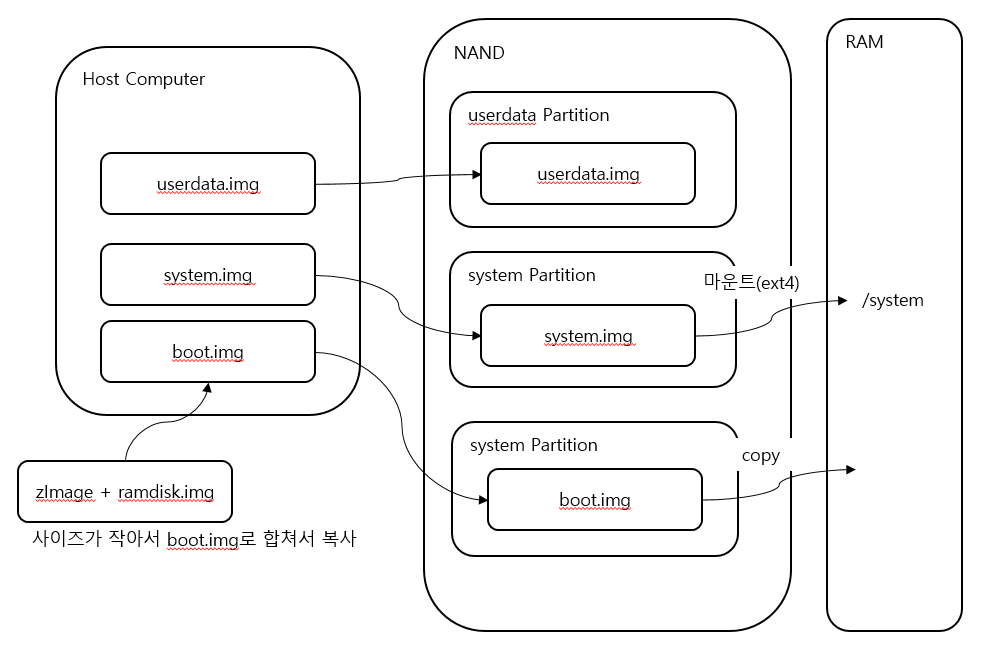 Host Computer
userdata.img
system.img
boot.img
zImage + ramdisk.img
사이즈가 작아서 boot.img로 합쳐서 복사
NAND
userdata Partition
userdata.img
system Partition
system.img
마운트(ext4)
system Partition
boot.img
copy
RAM
/system